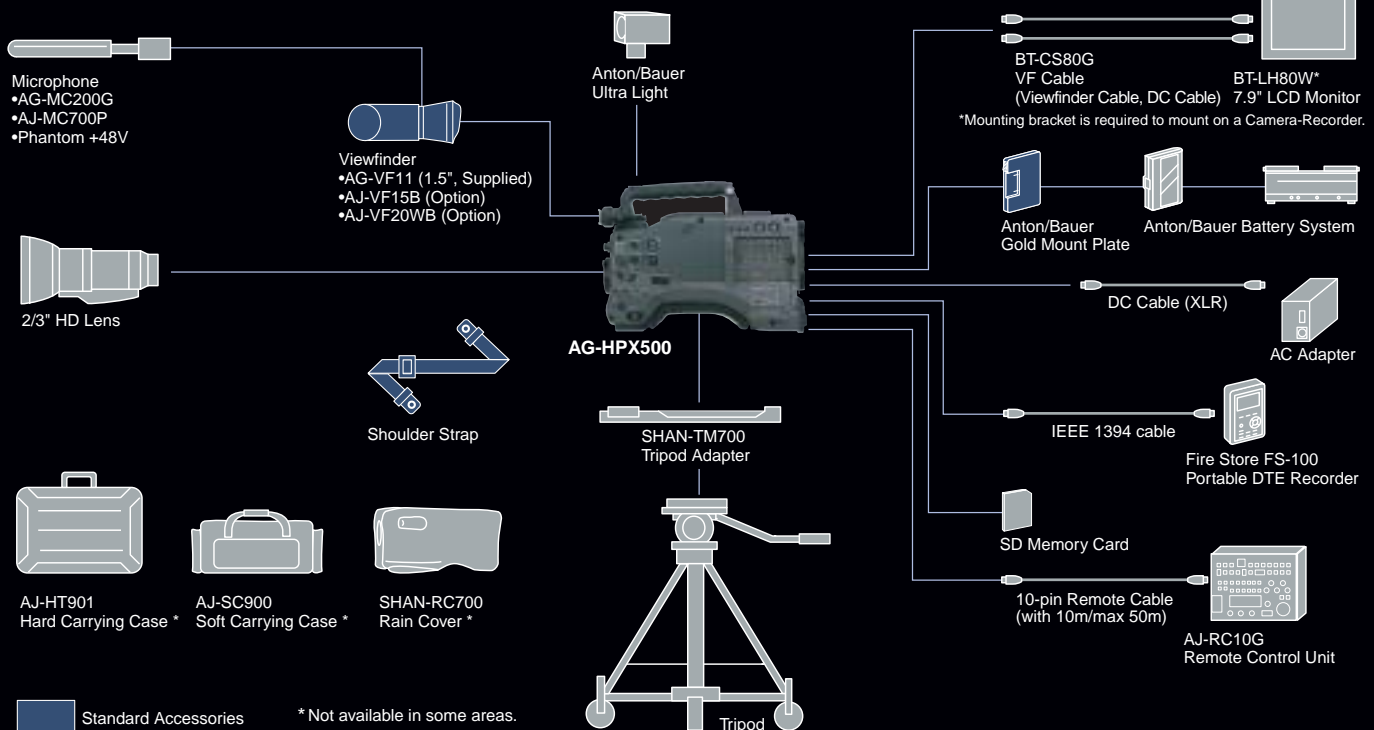 Microphone
•AG-MC200G
•AJ-MC700P
•Phantom +48V
Viewfinder
•AG-VF11 (1.5", Supplied)
•AJ-VF15B (Option)
•AJ-VF20WB (Option)
Anton/Bauer
Ultra Light
BT-CS80G
VF Cable
(Viewfinder Cable, DC Cable)
BT-LH80W*
7.9" LCD Monitor
*Mounting bracket is required to mount on a Camera-Recorder.
Anton/Bauer
Gold Mount Plate
Anton/Bauer Battery System
2/3" HD Lens
AG-HPX500
DC Cable (XLR)
AC Adapter
Shoulder Strap
SHAN-TM700
Tripod Adapter
IEEE 1394 cable
Fire Store FS-100
Portable DTE Recorder
SD Memory Card
10-pin Remote Cable
(with 10m/max 50m)
AJ-RC10G
Remote Control Unit
AJ-HT901
Hard Carrying Case *
AJ-SC900
Soft Carrying Case *
SHAN-RC700
Rain Cover *
Standard Accessories
* Not available in some areas.
Tripod